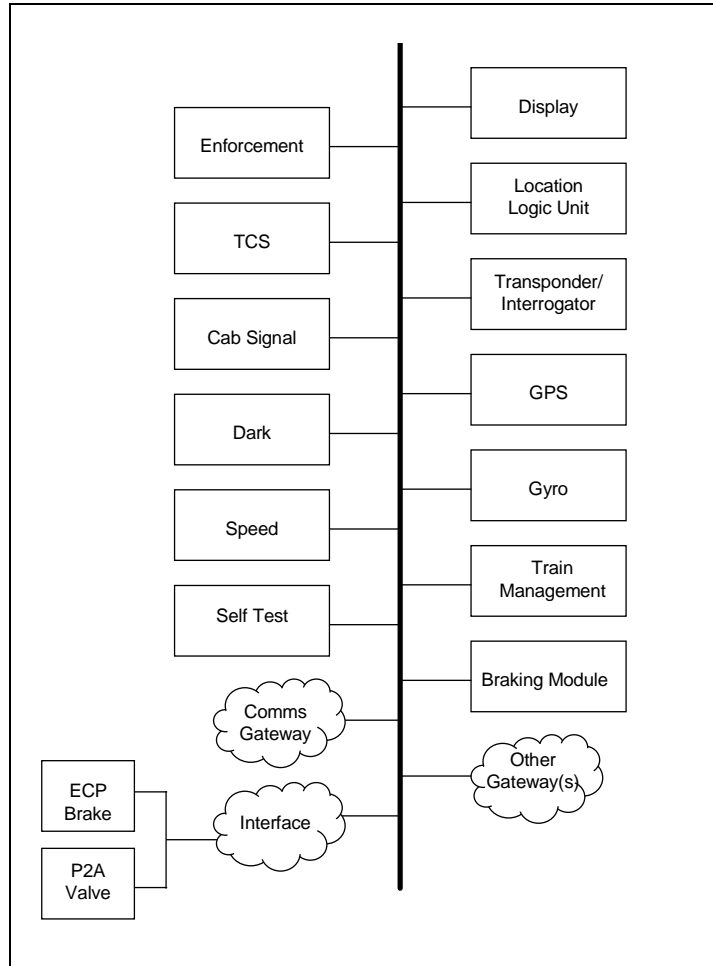 Enforcement
TCS
Cab Signal
Dark
Speed
Self Test
Comms
Gateway
Interface
ECP
Brake
P2A
Valve
Display
Location
Logic Unit
Transponder/
Interrogator
GPS
Gyro
Train
Management
Braking Module
Other
Gateway(s)